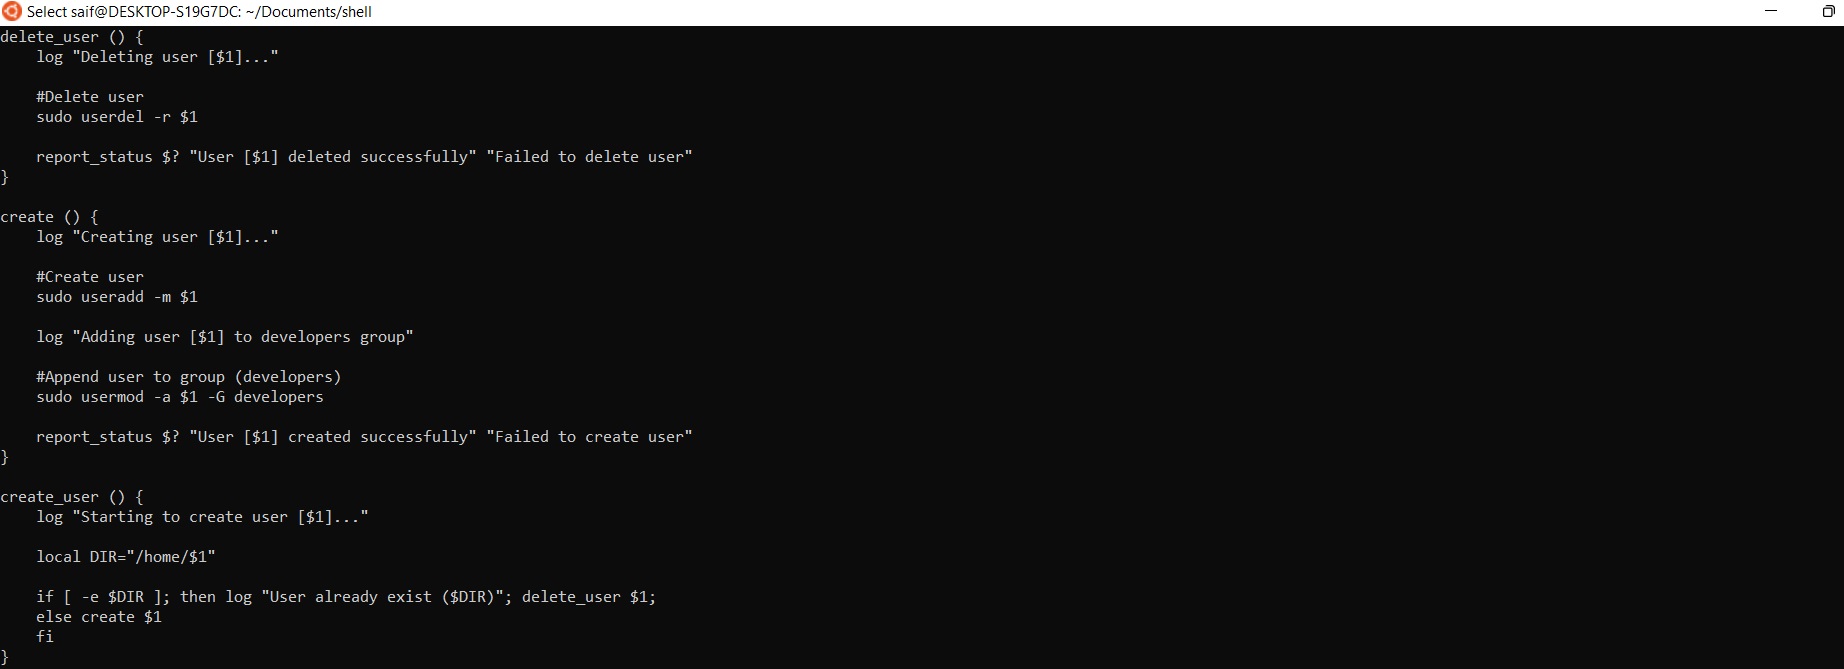 Select saif@DESKTOP-S19G7DC: ~/Documents/shell
delete_user () {
    log "Deleting user [$1]..."
    #Delete user
    sudo userdel -r $1
    report_status $? "User [$1] deleted successfully" "Failed to delete user"
}
create () {
    log "Creating user [$1]..."
    #Create user
    sudo useradd -m $1
    log "Adding user [$1] to developers group"
    #Append user to group (developers)
    sudo usermod -a $1 -G developers
    report_status $? "User [$1] created successfully" "Failed to create user"
}
create_user () {
    log "Starting to create user [$1]..."
    local DIR="/home/$1"
    if [ -e $DIR ]; then log "User already exist ($DIR)"; delete_user $1;
    else create $1
    fi
}